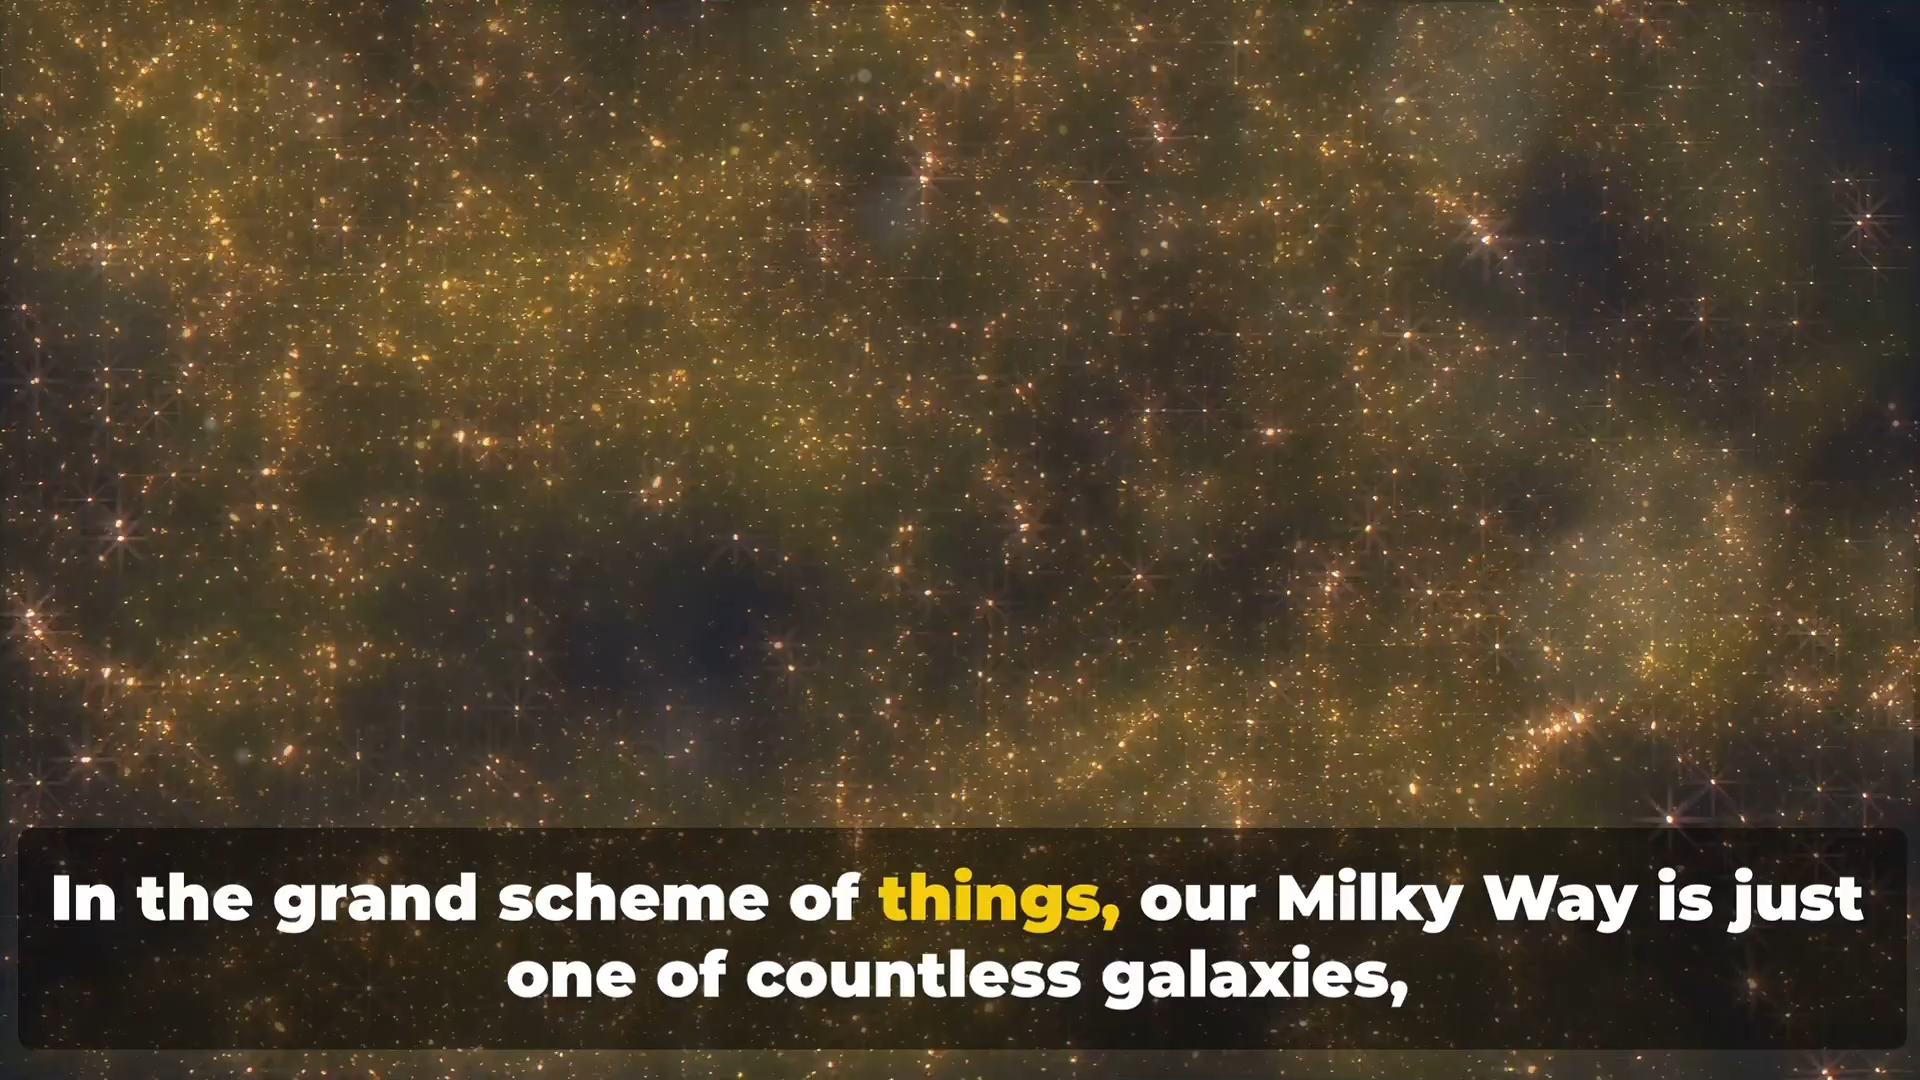 In the grand scheme of things, our Milky Way is just
one of countless galaxies,